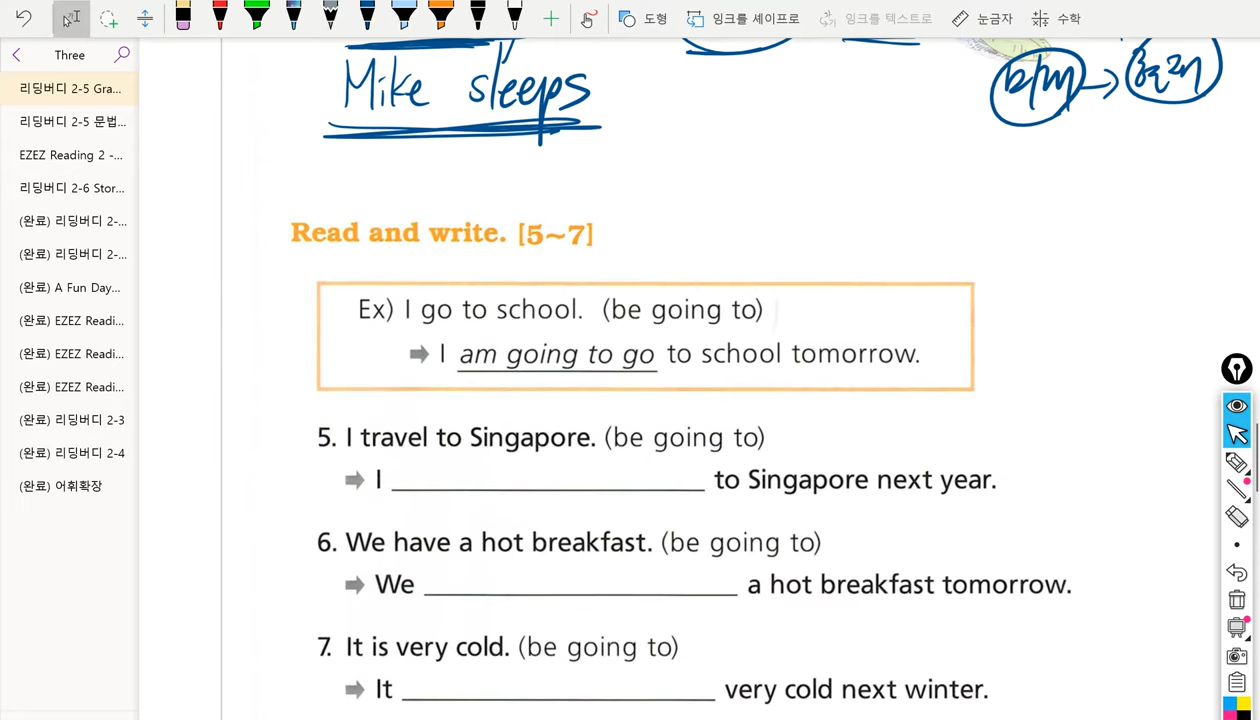 도형
잉크를 셰이프로
잉크를 텍스트로
눈금자
수학
Three
리딩버디 2-5 Gra...
리딩버디 2-5 문법...
EZEZ Reading 2 -...
리딩버디 2-6 Stor...
(완료) 리딩버디 2-...
(완료) 리딩버디 2-...
(완료) A Fun Day...
(완료) EZEZ Readi...
(완료) EZEZ Readi...
(완료) EZEZ Readi...
(완료) 리딩버디 2-3
(완료) 리딩버디 2-4
(완료) 어휘확장
Mike sleeps
Read and write. [5~7]
Ex) I go to school. (be going to)
➡ I am going to go to school tomorrow.
5. I travel to Singapore. (be going to)
➡ I ____________ to Singapore next year.
6. We have a hot breakfast. (be going to)
➡ We ____________ a hot breakfast tomorrow.
7. It is very cold. (be going to)
➡ It ____________ very cold next winter.